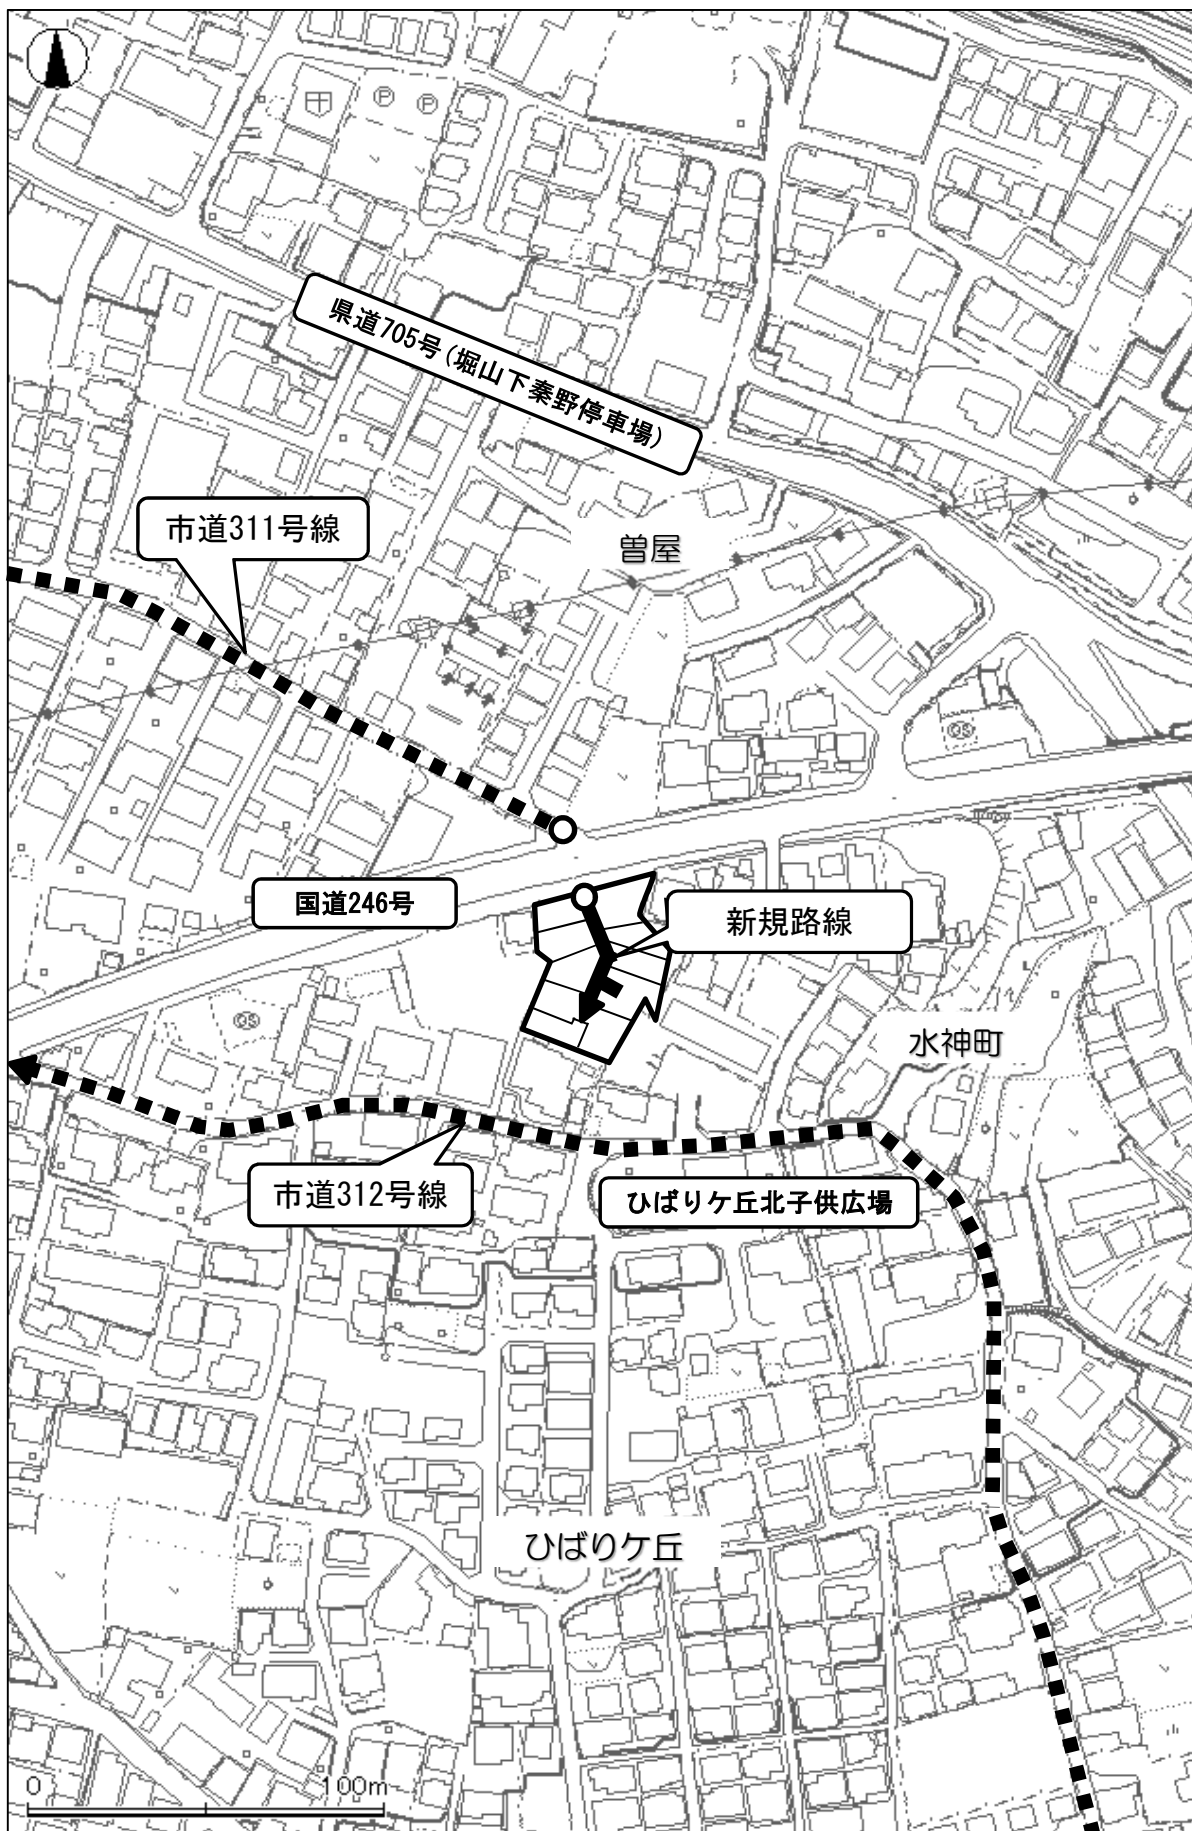 Ⓟ Ⓟ
県道705号(堀山下秦野停車場)
市道311号線
曽屋
国道246号
新規路線
水神町
市道312号線
ひばりケ丘北子供広場
ひばりケ丘
0 100m